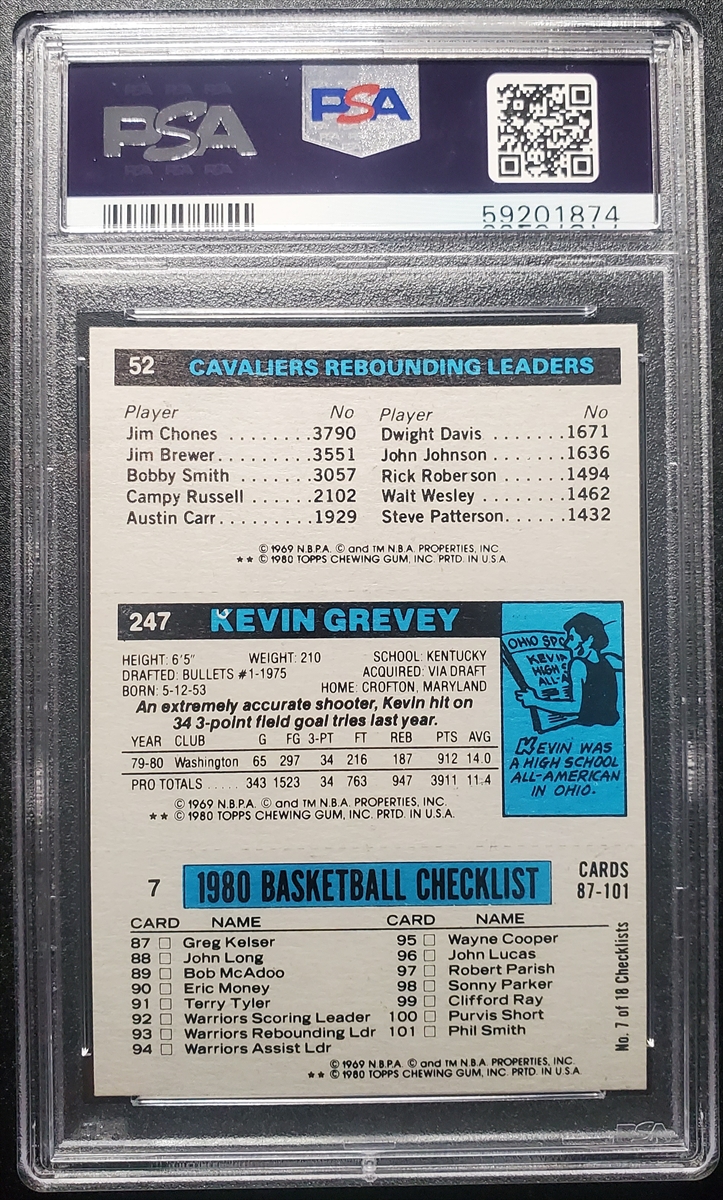 PSA
PSA
59201874
52 CAVALIERS REBOUNDING LEADERS
Player No Player No
Jim Chones ........3790 Dwight Davis ........1671
Jim Brewer........3551 John Johnson .......1636
Bobby Smith .......3057 Rick Roberson ......1494
Campy Russell ......2102 Walt Wesley ........1462
Austin Carr.........1929 Steve Patterson......1432
© 1969 N.B.P.A. © and TM N.B.A. PROPERTIES, INC.
★★ © 1980 TOPPS CHEWING GUM, INC. PRTD. IN U.S.A.
247 KEVIN GREVEY
HEIGHT: 6'5" WEIGHT: 210 SCHOOL: KENTUCKY
DRAFTED: BULLETS #1-1975 ACQUIRED: VIA DRAFT
BORN: 5-12-53 HOME: CROFTON, MARYLAND
An extremely accurate shooter, Kevin hit on
34 3-point field goal tries last year.
YEAR CLUB G FG 3-PT FT REB PTS AVG
79-80 Washington 65 297 34 216 187 912 14.0
PRO TOTALS ..... 343 1523 34 763 947 3911 11.4
© 1969 N.B.P.A. © and TM N.B.A. PROPERTIES, INC.
★★ © 1980 TOPPS CHEWING GUM, INC. PRTD. IN U.S.A.
OHIO SPO
KEVIN
HIGH S
ALL-A
KEVIN WAS
A HIGH SCHOOL
ALL-AMERICAN
IN OHIO.
7 1980 BASKETBALL CHECKLIST CARDS
87-101
CARD NAME CARD NAME
87 □ Greg Kelser 95 □ Wayne Cooper
88 □ John Long 96 □ John Lucas
89 □ Bob McAdoo 97 □ Robert Parish
90 □ Eric Money 98 □ Sonny Parker
91 □ Terry Tyler 99 □ Clifford Ray
92 □ Warriors Scoring Leader 100 □ Purvis Short
93 □ Warriors Rebounding Ldr 101 □ Phil Smith
94 □ Warriors Assist Ldr
No. 7 of 18 Checklists
© 1969 N.B.P.A. © and TM N.B.A. PROPERTIES, INC.
★★ © 1980 TOPPS CHEWING GUM, INC. PRTD. IN U.S.A.
PSA